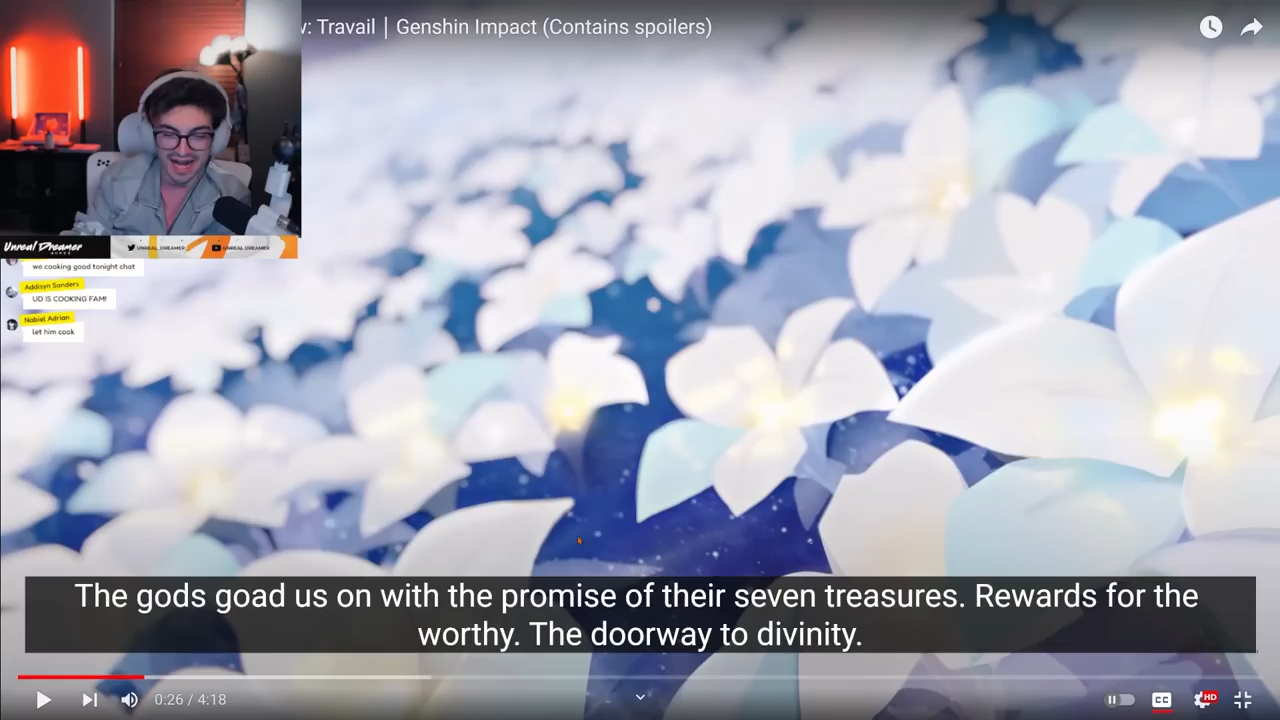 : Travail | Genshin Impact (Contains spoilers)
Unreal Dreamer
UNREAL_DREAMER
UNREAL DREAMER
we cooking good tonight chat
Addisyn Sanders
UD IS COOKING FAM!
Nabiel Adrian
let him cook
The gods goad us on with the promise of their seven treasures. Rewards for the
worthy. The doorway to divinity.
0:26 / 4:18
CC
HD